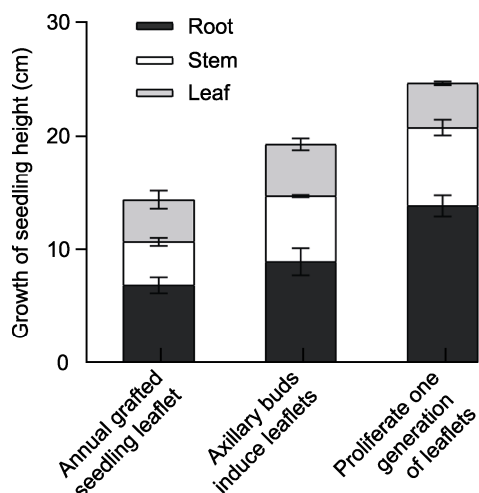 30
20
10
0
Growth of seedling height (cm)
Root
Stem
Leaf
Annual grafted
seedling leaflet
Axillary buds
induce leaflets
Proliferate one
generation
of leaflets